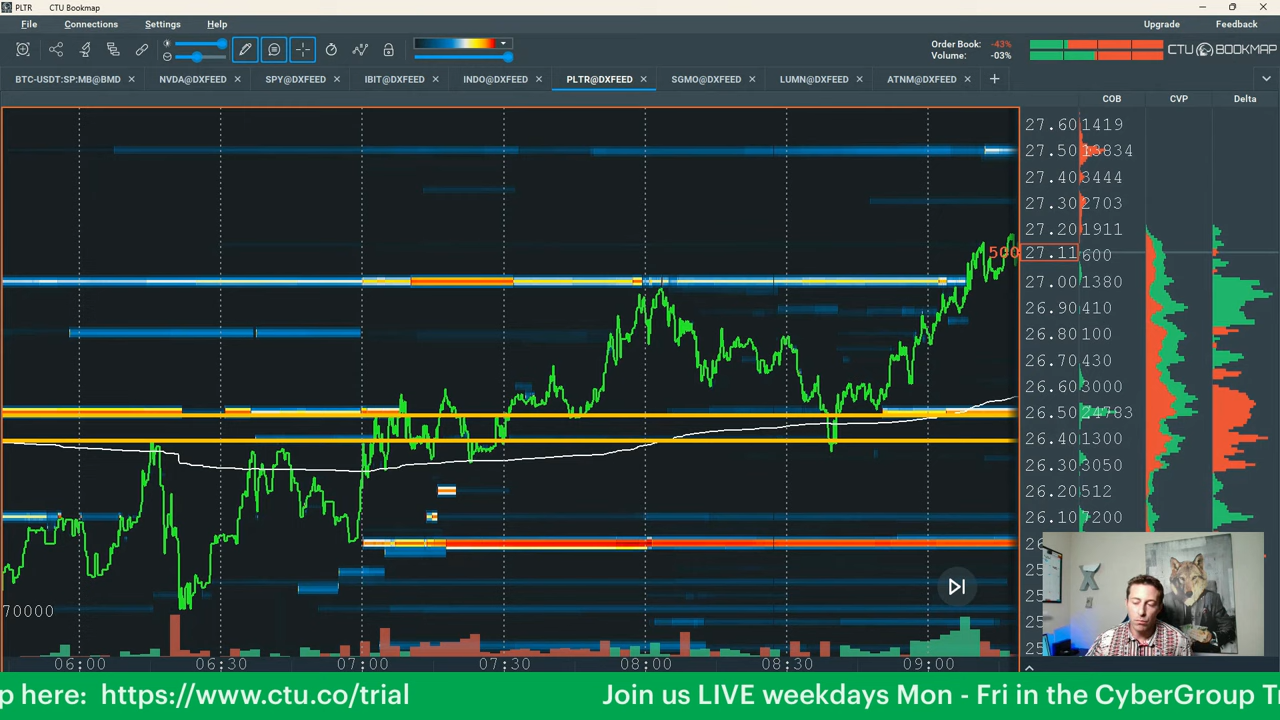 PLTR CTU Bookmap
File Connections Settings Help Upgrade Feedback
Order Book: -43%
Volume: -03%
CTU BOOKMAP
BTC-USDT:SP:MB@BMD NVDA@DXFEED SPY@DXFEED IBIT@DXFEED INDO@DXFEED PLTR@DXFEED SGMO@DXFEED LUMN@DXFEED ATNM@DXFEED
COB CVP Delta
27.60 1419
27.50
27.40 3444
27.30 2703
27.20 1911
500 27.11 600
27.00 1380
26.90 410
26.80 100
26.70 430
26.60 3000
26.50 24783
26.40 1300
26.30 3050
26.20 512
26.10 7200
70000
06:00 06:30 07:00 07:30 08:00 08:30 09:00
p here: https://www.ctu.co/trial Join us LIVE weekdays Mon - Fri in the CyberGroup Tr